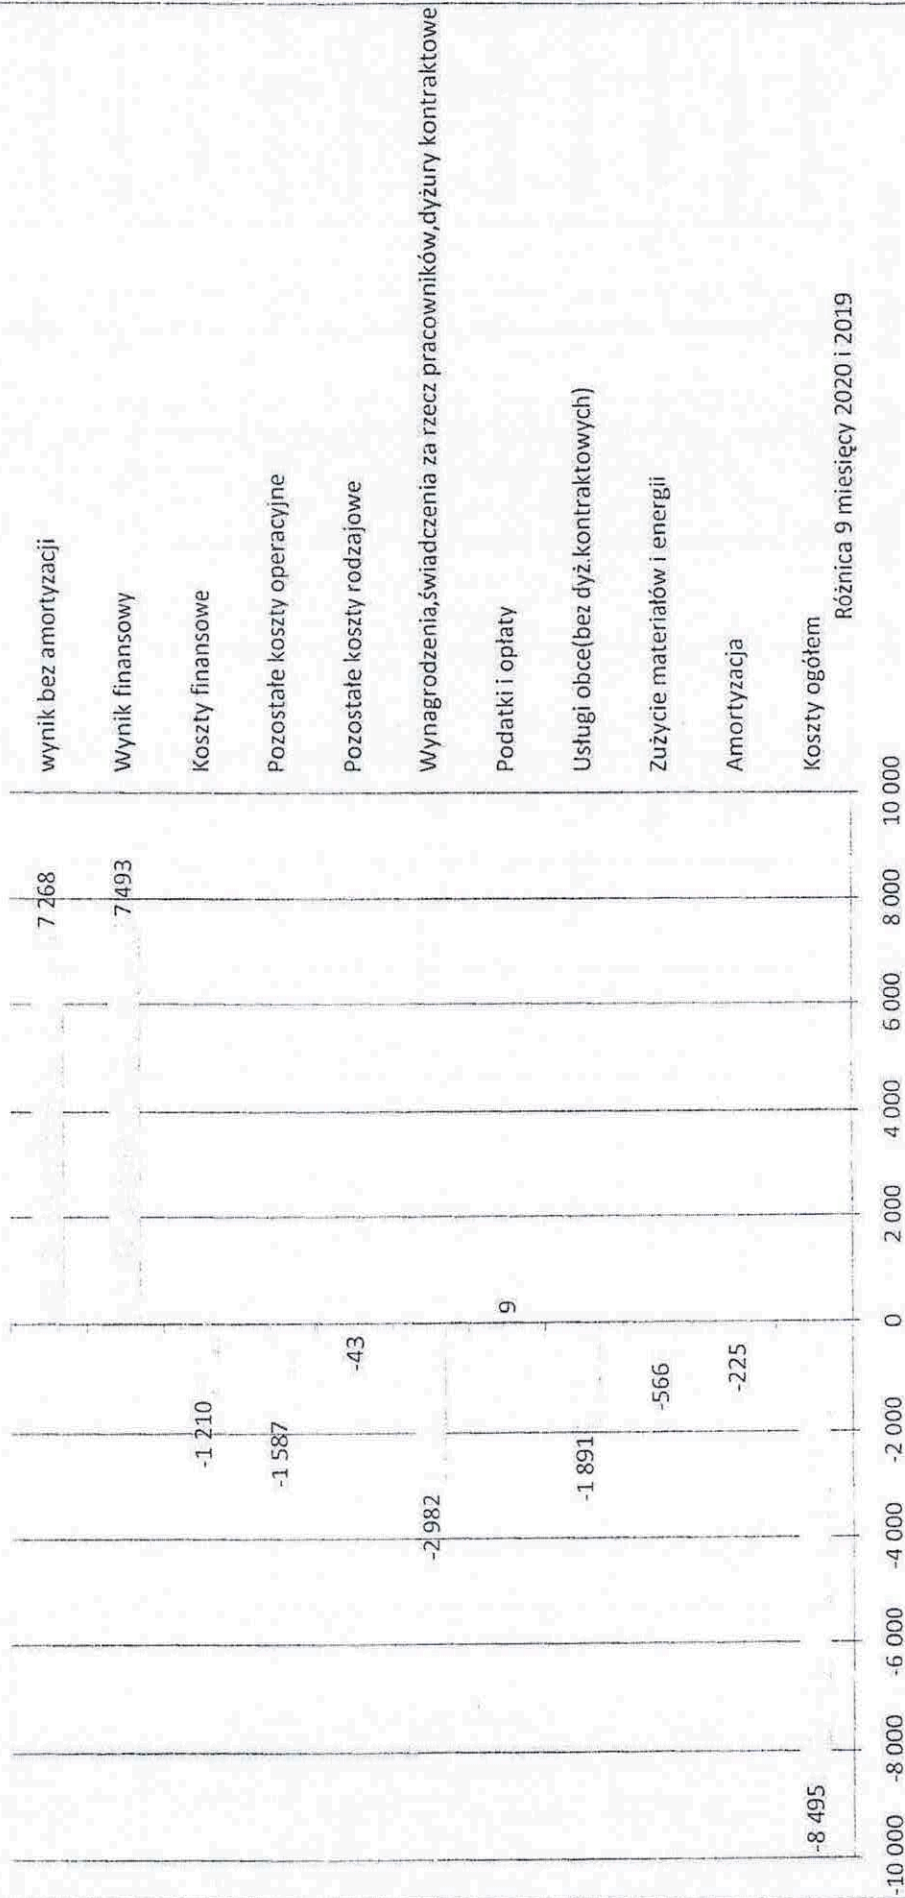 wynik bez amortyzacji
7 268
Wynik finansowy
7 493
Koszty finansowe
-1 210
Pozostałe koszty operacyjne
-1 587
Pozostałe koszty rodzajowe
-43
Wynagrodzenia,świadczenia za rzecz pracowników,dyżury kontraktowe
-2 982
Podatki i opłaty
9
Usługi obce(bez dyż.kontraktowych)
-1 891
Zużycie materiałów i energii
-566
Amortyzacja
-225
Koszty ogółem
-8 495
Różnica 9 miesięcy 2020 i 2019
-10 000 -8 000 -6 000 -4 000 -2 000 0 2 000 4 000 6 000 8 000 10 000